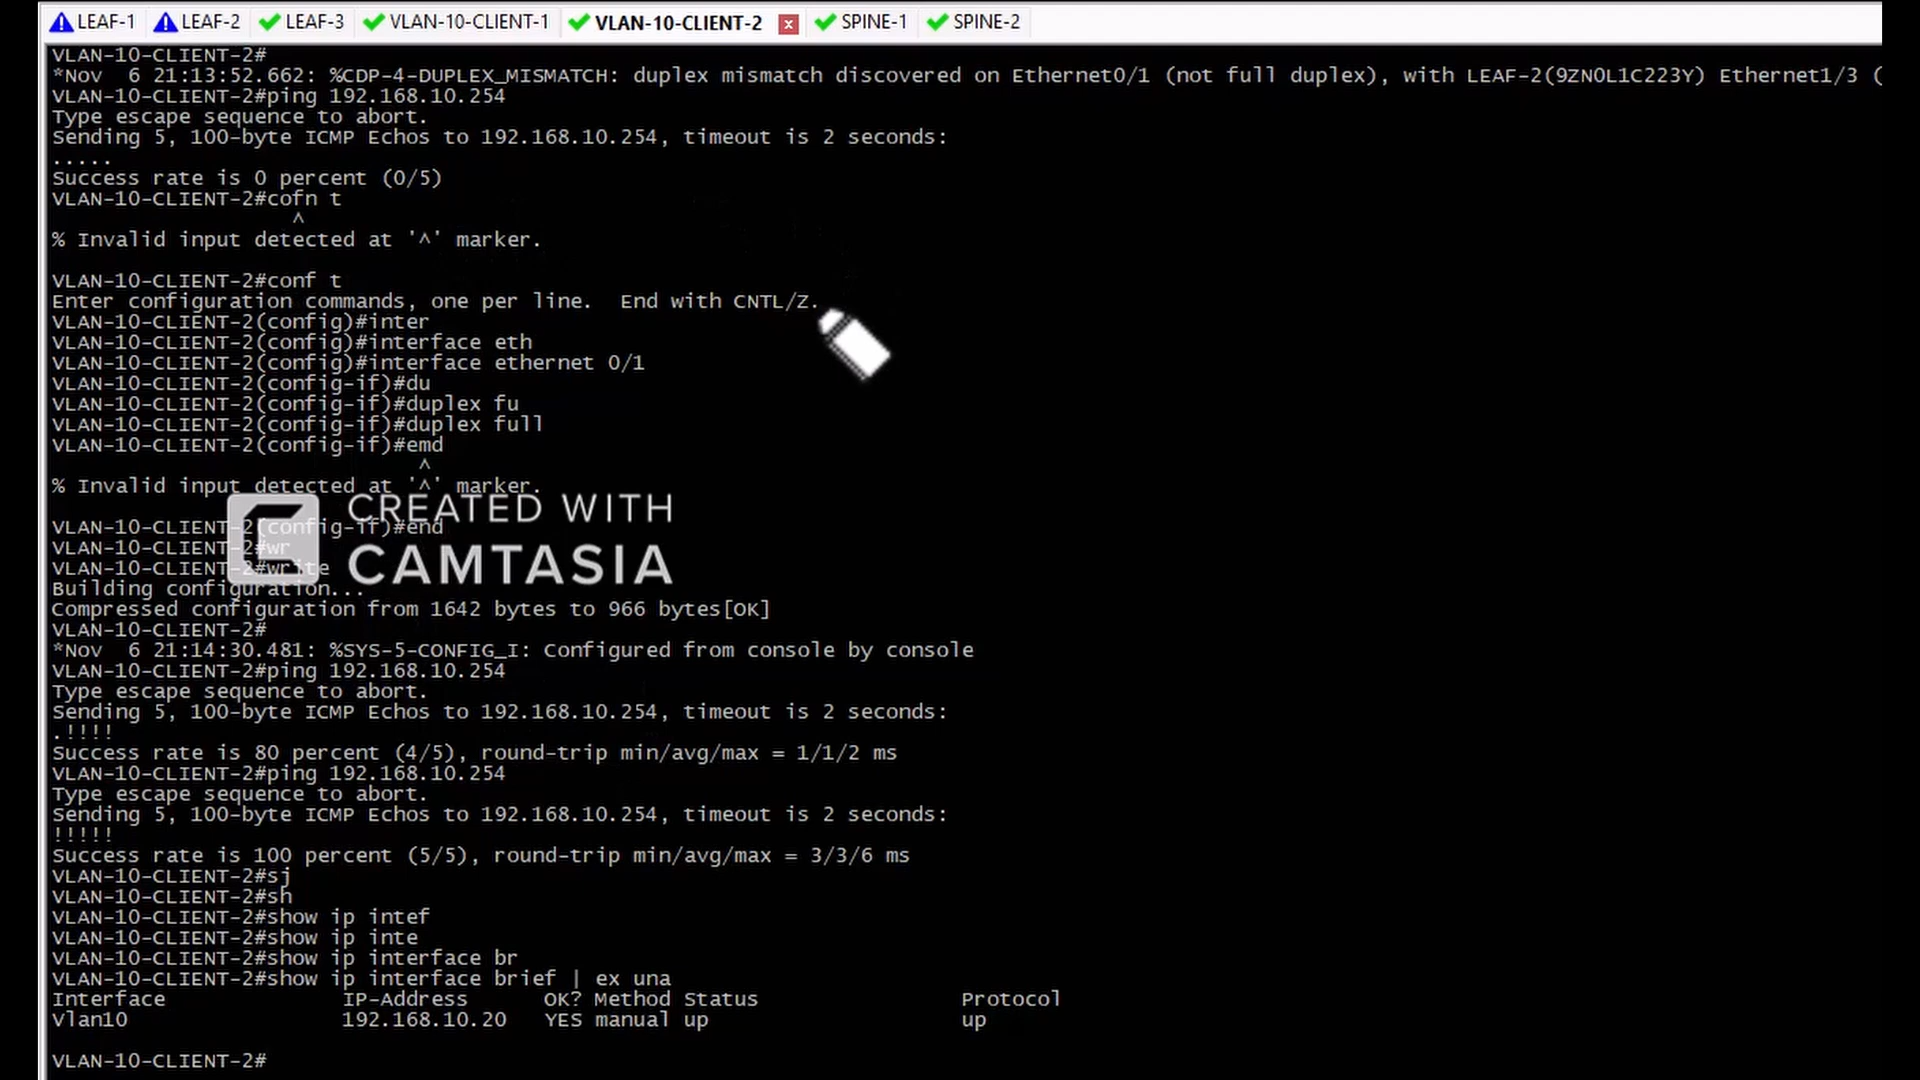 LEAF-1 LEAF-2 LEAF-3 VLAN-10-CLIENT-1 VLAN-10-CLIENT-2 SPINE-1 SPINE-2
VLAN-10-CLIENT-2#
*Nov  6 21:13:52.662: %CDP-4-DUPLEX_MISMATCH: duplex mismatch discovered on Ethernet0/1 (not full duplex), with LEAF-2(9ZN0L1C223Y) Ethernet1/3 (
VLAN-10-CLIENT-2#ping 192.168.10.254
Type escape sequence to abort.
Sending 5, 100-byte ICMP Echos to 192.168.10.254, timeout is 2 seconds:
.....
Success rate is 0 percent (0/5)
VLAN-10-CLIENT-2#cofn t
^
% Invalid input detected at '^' marker.
VLAN-10-CLIENT-2#conf t
Enter configuration commands, one per line.  End with CNTL/Z.
VLAN-10-CLIENT-2(config)#inter
VLAN-10-CLIENT-2(config)#interface eth
VLAN-10-CLIENT-2(config)#interface ethernet 0/1
VLAN-10-CLIENT-2(config-if)#du
VLAN-10-CLIENT-2(config-if)#duplex fu
VLAN-10-CLIENT-2(config-if)#duplex full
VLAN-10-CLIENT-2(config-if)#emd
^
% Invalid input detected at '^' marker.
CREATED WITH
CAMTASIA
VLAN-10-CLIENT-2(config-if)#end
VLAN-10-CLIENT-2#wr
VLAN-10-CLIENT-2#write
Building configuration...
Compressed configuration from 1642 bytes to 966 bytes[OK]
VLAN-10-CLIENT-2#
*Nov  6 21:14:30.481: %SYS-5-CONFIG_I: Configured from console by console
VLAN-10-CLIENT-2#ping 192.168.10.254
Type escape sequence to abort.
Sending 5, 100-byte ICMP Echos to 192.168.10.254, timeout is 2 seconds:
.!!!!
Success rate is 80 percent (4/5), round-trip min/avg/max = 1/1/2 ms
VLAN-10-CLIENT-2#ping 192.168.10.254
Type escape sequence to abort.
Sending 5, 100-byte ICMP Echos to 192.168.10.254, timeout is 2 seconds:
!!!!!
Success rate is 100 percent (5/5), round-trip min/avg/max = 3/3/6 ms
VLAN-10-CLIENT-2#sj
VLAN-10-CLIENT-2#sh
VLAN-10-CLIENT-2#show ip intef
VLAN-10-CLIENT-2#show ip inte
VLAN-10-CLIENT-2#show ip interface br
VLAN-10-CLIENT-2#show ip interface brief | ex una
Interface IP-Address OK? Method Status Protocol
Vlan10 192.168.10.20 YES manual up up
VLAN-10-CLIENT-2#